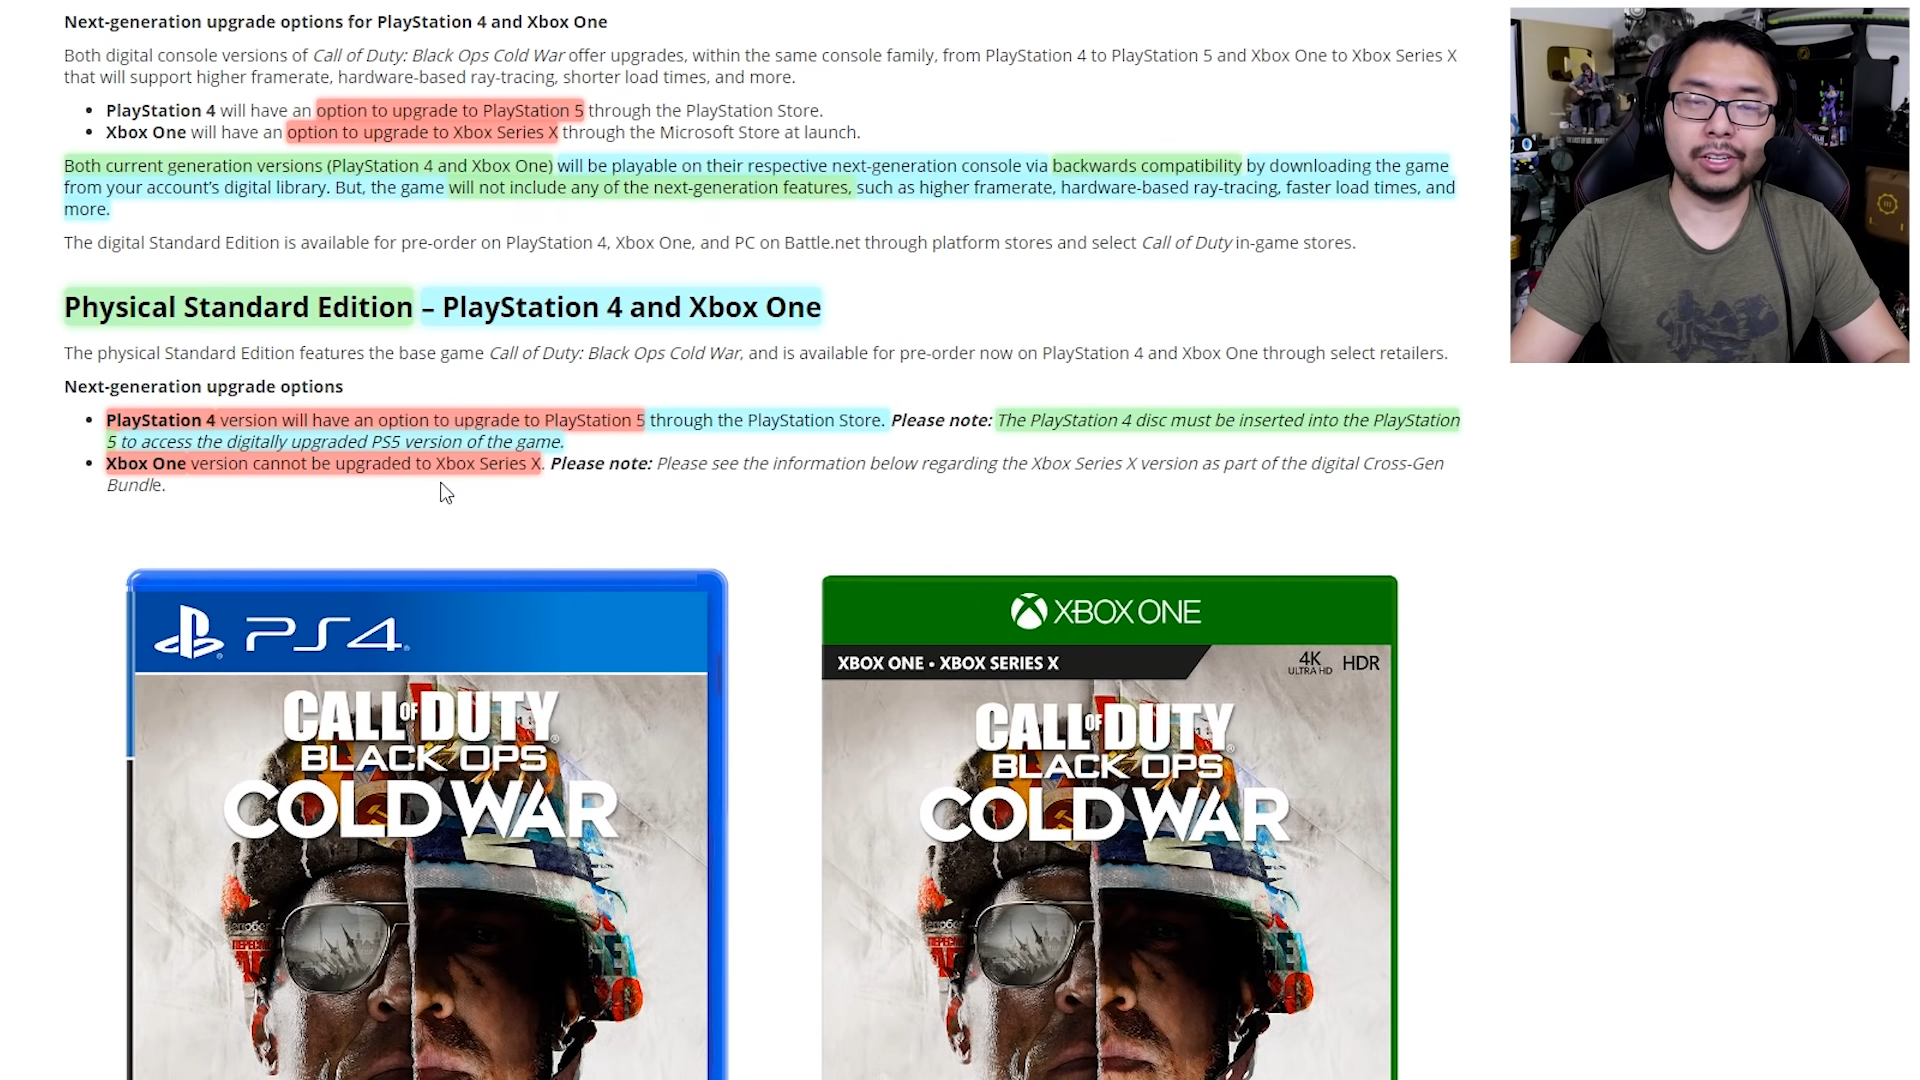 Next-generation upgrade options for PlayStation 4 and Xbox One
Both digital console versions of Call of Duty: Black Ops Cold War offer upgrades, within the same console family, from PlayStation 4 to PlayStation 5 and Xbox One to Xbox Series X
that will support higher framerate, hardware-based ray-tracing, shorter load times, and more.
• PlayStation 4 will have an option to upgrade to PlayStation 5 through the PlayStation Store.
• Xbox One will have an option to upgrade to Xbox Series X through the Microsoft Store at launch.
Both current generation versions (PlayStation 4 and Xbox One) will be playable on their respective next-generation console via backwards compatibility by downloading the game
from your account's digital library. But, the game will not include any of the next-generation features, such as higher framerate, hardware-based ray-tracing, faster load times, and
more.
The digital Standard Edition is available for pre-order on PlayStation 4, Xbox One, and PC on Battle.net through platform stores and select Call of Duty in-game stores.
Physical Standard Edition – PlayStation 4 and Xbox One
The physical Standard Edition features the base game Call of Duty: Black Ops Cold War, and is available for pre-order now on PlayStation 4 and Xbox One through select retailers.
Next-generation upgrade options
• PlayStation 4 version will have an option to upgrade to PlayStation 5 through the PlayStation Store. Please note: The PlayStation 4 disc must be inserted into the PlayStation
5 to access the digitally upgraded PS5 version of the game.
• Xbox One version cannot be upgraded to Xbox Series X. Please note: Please see the information below regarding the Xbox Series X version as part of the digital Cross-Gen
Bundle.
PS4
CALL OF DUTY
BLACK OPS
COLD WAR
XBOX ONE
XBOX ONE • XBOX SERIES X
4K ULTRA HD HDR
CALL OF DUTY
BLACK OPS
COLD WAR